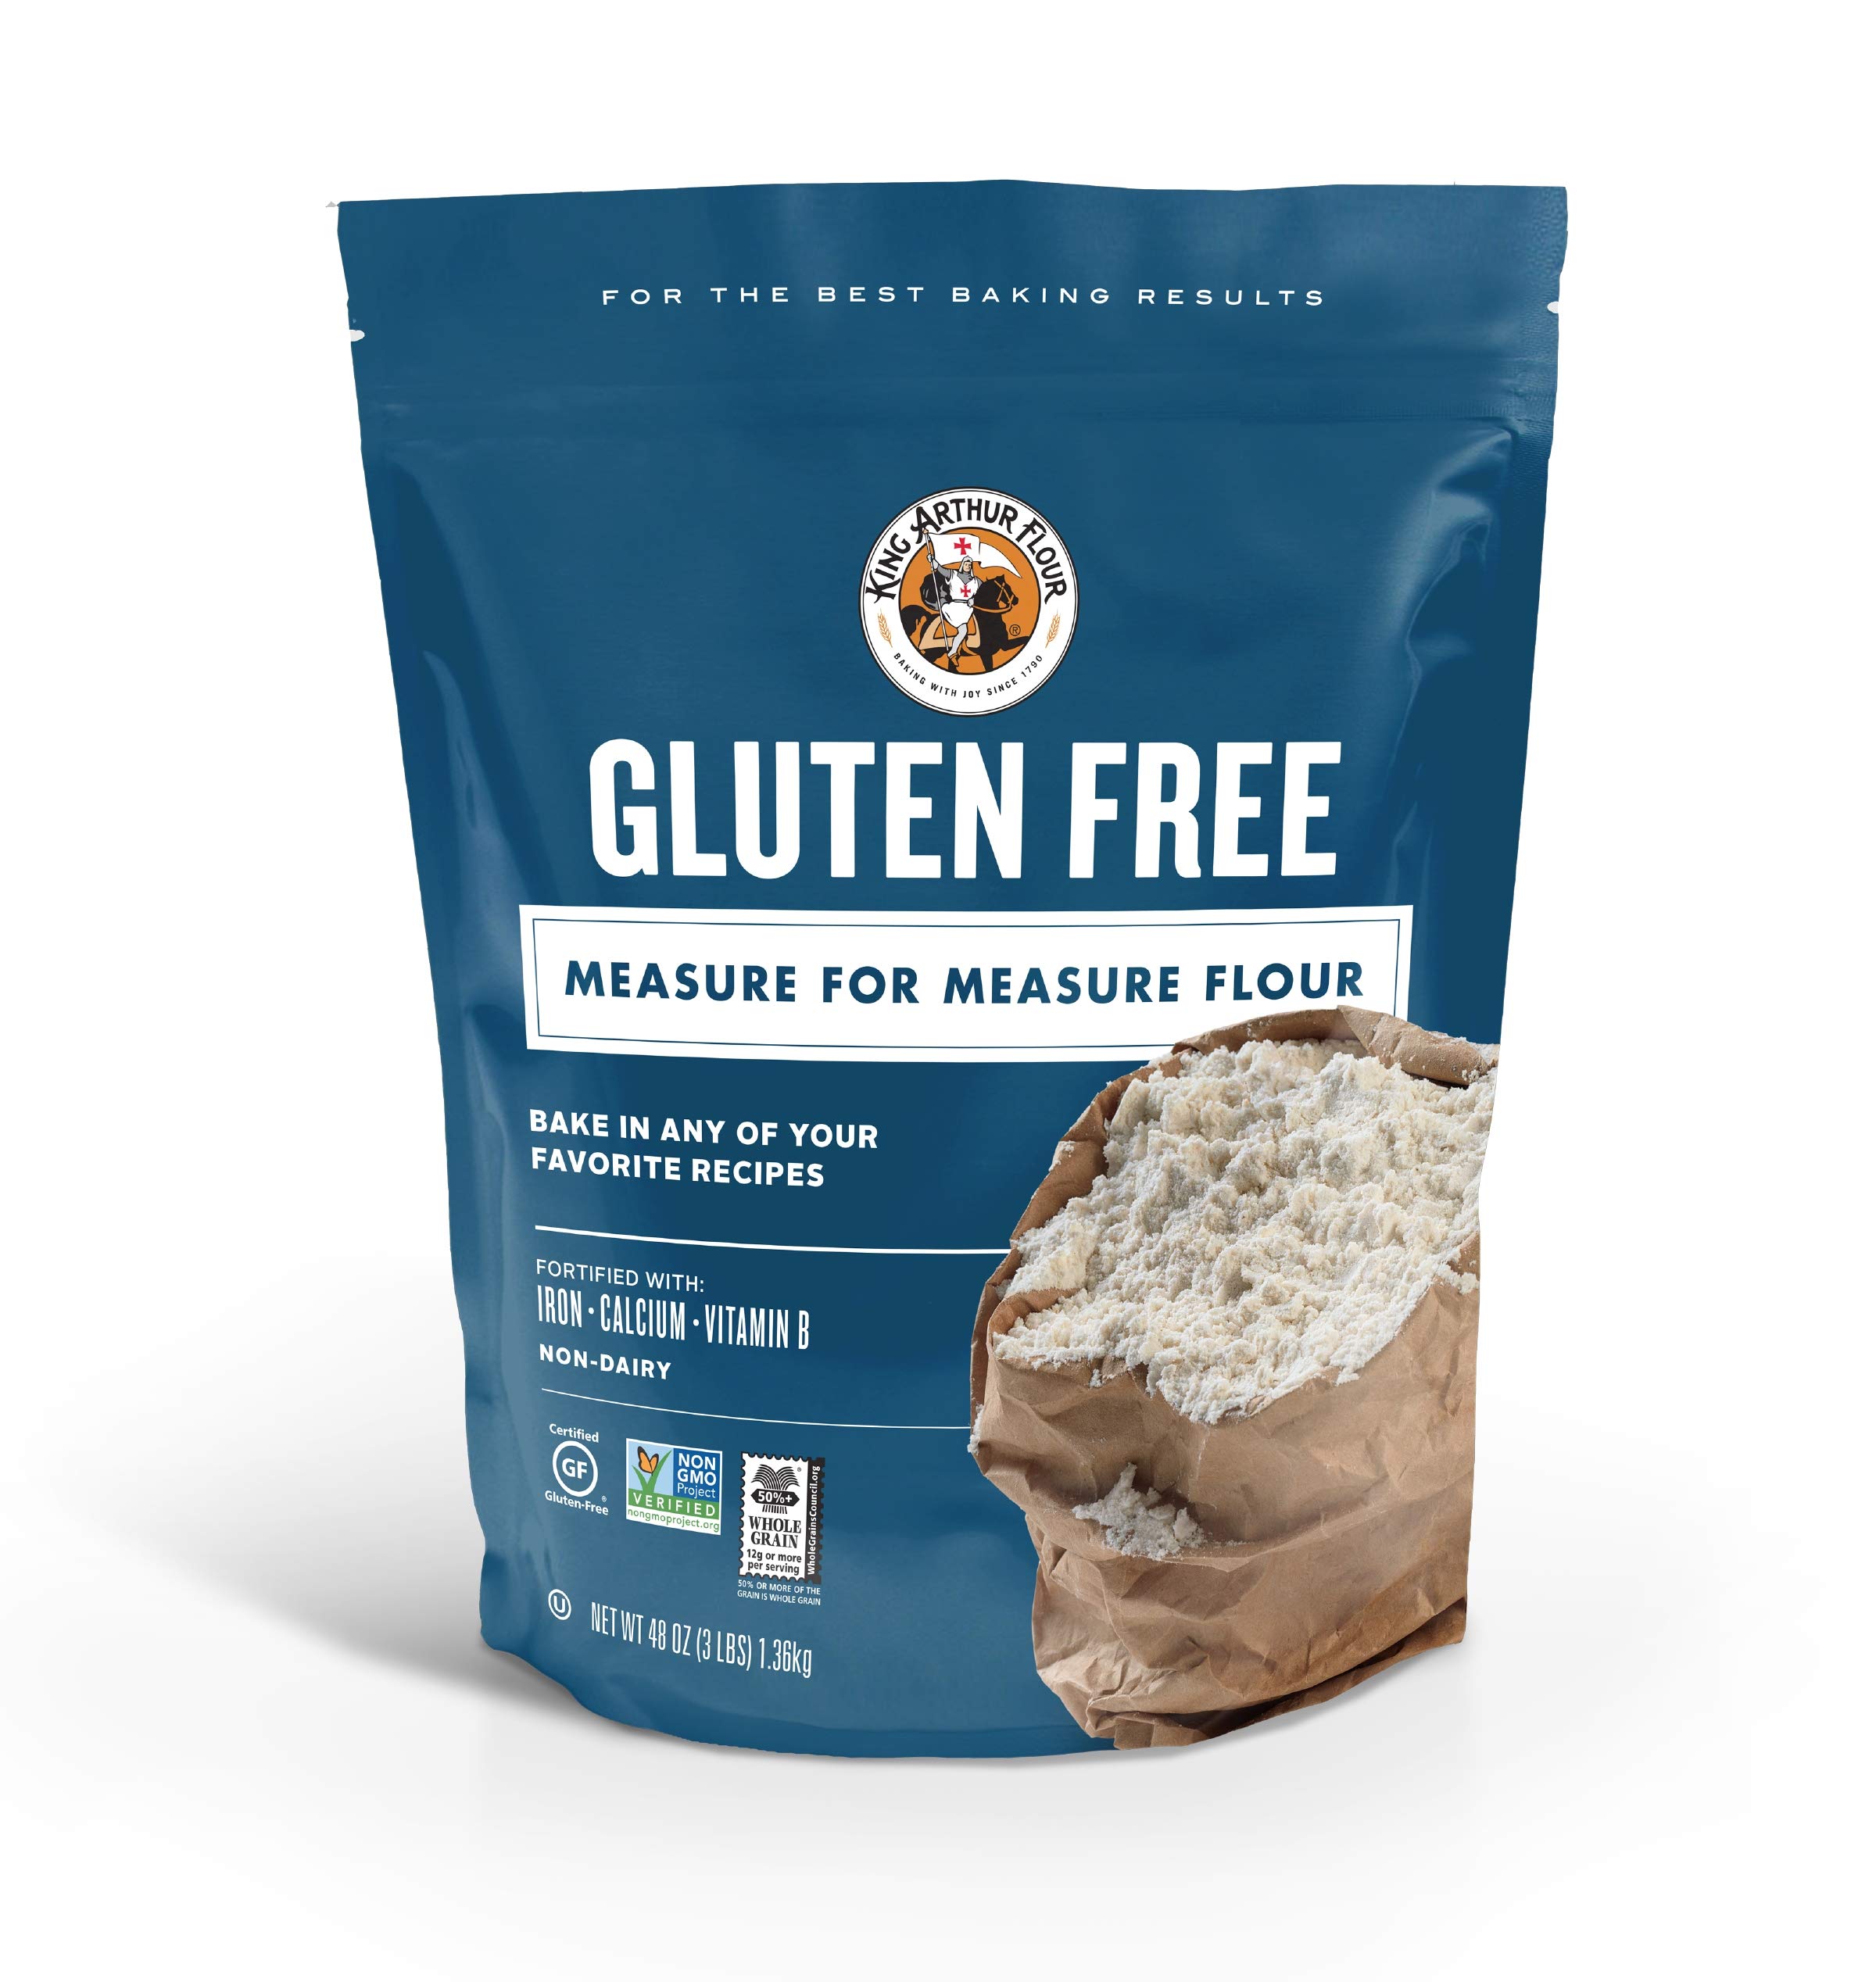 FOR THE BEST BAKING RESULTS
KING ARTHUR FLOUR
®
BAKING WITH JOY SINCE 1790
GLUTEN FREE
MEASURE FOR MEASURE FLOUR
BAKE IN ANY OF YOUR
FAVORITE RECIPES
FORTIFIED WITH:
IRON • CALCIUM • VITAMIN B
NON-DAIRY
Certified
GF
Gluten-Free®
NON
GMO
Project
VERIFIED
nongmoproject.org
50%+
WHOLE
GRAIN
12g or more
per serving
WholeGrainsCouncil.org
50% OR MORE OF THE
GRAIN IS WHOLE GRAIN
U
NET WT 48 OZ (3 LBS) 1.36kg